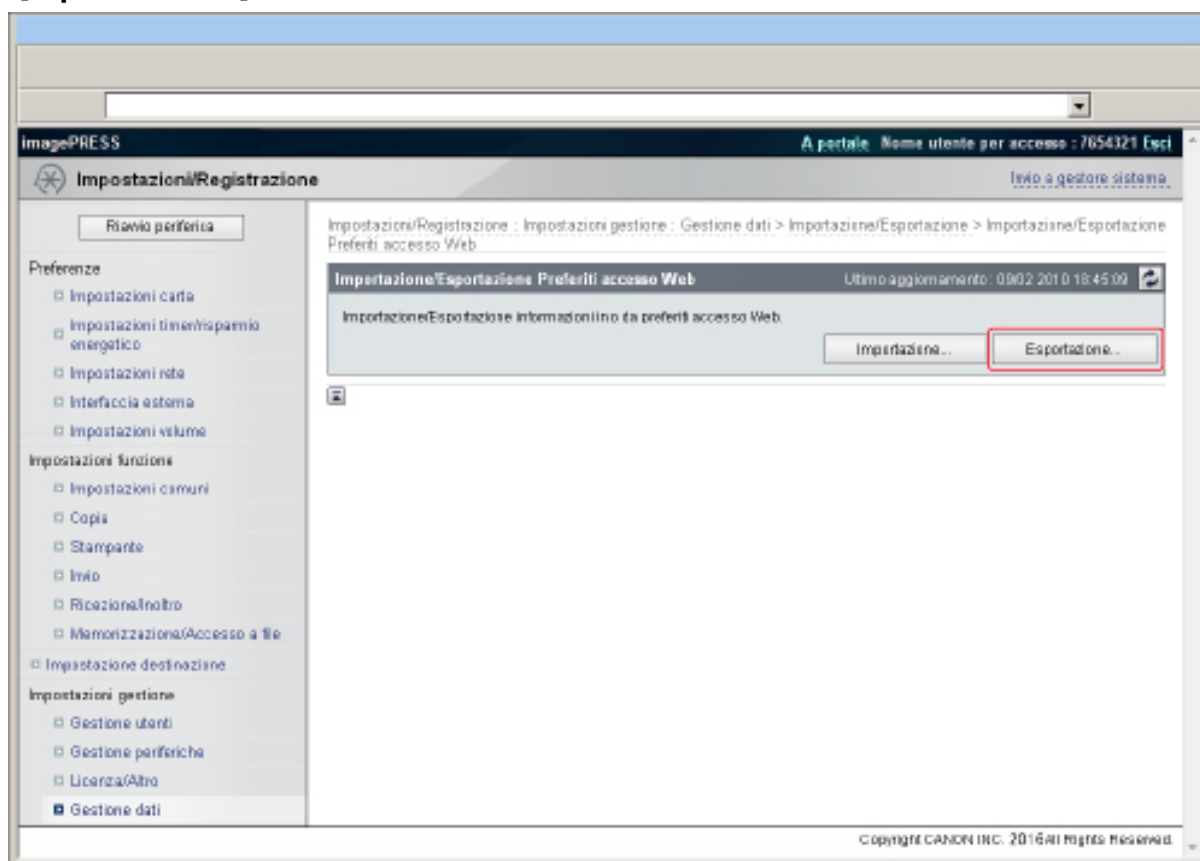 imagePRESS
A portale Nome utente per accesso : 7654321 Esci
Impostazioni/Registrazione
Invio a gestore sistema
Riavvio periferica
Preferenze
Impostazioni carta
Impostazioni timer/risparmio
energetico
Impostazioni rete
Interfaccia esterna
Impostazioni volume
Impostazioni funzione
Impostazioni comuni
Copia
Stampante
Invio
Ricezione/Inoltro
Memorizzazione/Accesso a file
Impostazione destinazione
Impostazioni gestione
Gestione utenti
Gestione periferiche
Licenza/Altro
Gestione dati
Impostazioni/Registrazione : Impostazioni gestione : Gestione dati > Importazione/Esportazione > Importazione/Esportazione
Preferiti accesso Web
Importazione/Esportazione Preferiti accesso Web
Ultimo aggiornamento : 09/02 2010 18:45:09
Importazione/Esportazione informazioni in o da preferiti accesso Web.
Importazione...
Esportazione...
Copyright CANON INC. 2016 All Rights Reserved.